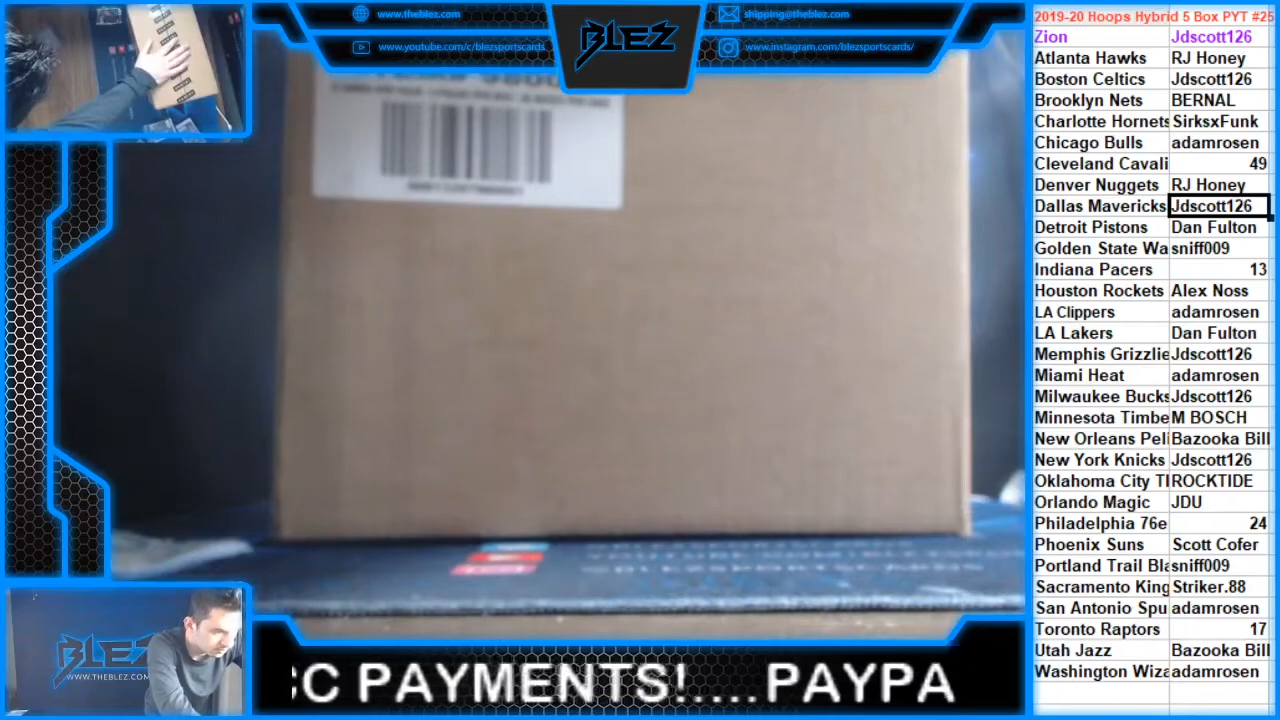 www.theblez.com
shipping@theblez.com
BLEZ
www.youtube.com/c/blezsportscards
www.instagram.com/blezsportscards/
2019-20 Hoops Hybrid 5 Box PYT #25
Zion Jdscott126
Atlanta Hawks RJ Honey
Boston Celtics Jdscott126
Brooklyn Nets BERNAL
Charlotte Hornets SirksxFunk
Chicago Bulls adamrosen
Cleveland Cavali 49
Denver Nuggets RJ Honey
Dallas Mavericks Jdscott126
Detroit Pistons Dan Fulton
Golden State Wa sniff009
Indiana Pacers 13
Houston Rockets Alex Noss
LA Clippers adamrosen
LA Lakers Dan Fulton
Memphis Grizzlie Jdscott126
Miami Heat adamrosen
Milwaukee Bucks Jdscott126
Minnesota Timbe M BOSCH
New Orleans Peli Bazooka Bill
New York Knicks Jdscott126
Oklahoma City Tl ROCKTIDE
Orlando Magic JDU
Philadelphia 76e 24
Phoenix Suns Scott Cofer
Portland Trail Bla sniff009
Sacramento King Striker.88
San Antonio Spu adamrosen
Toronto Raptors 17
Utah Jazz Bazooka Bill
Washington Wiza adamrosen
BLEZ
WWW.THEBLEZ.COM
CC PAYMENTS!....PAYPA